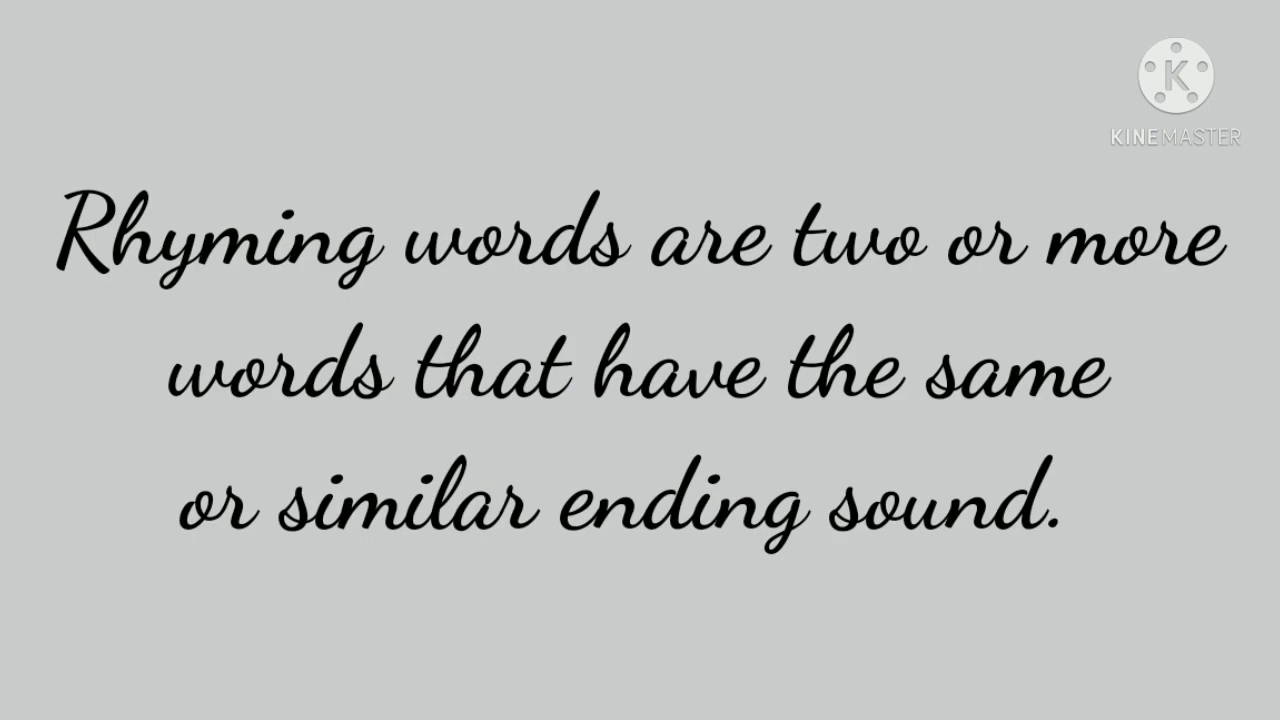 K
KINEMASTER
Rhyming words are two or more
words that have the same
or similar ending sound.